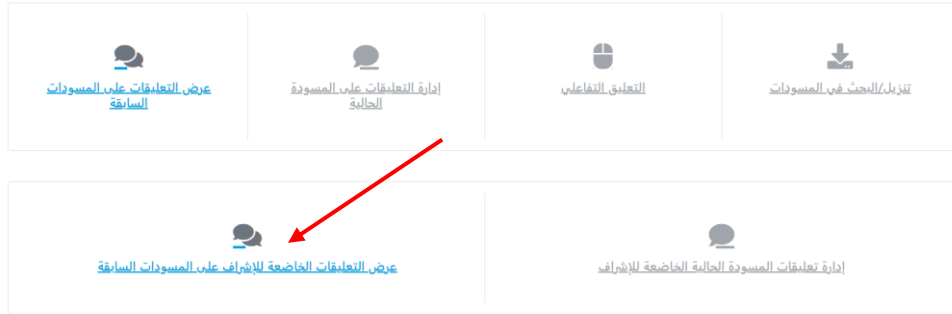 تنزيل/البحث في المسودات
التعليق التفاعلي
إدارة التعليقات على المسودة
الحالية
عرض التعليقات على المسودات
السابقة
إدارة تعليقات المسودة الحالية الخاضعة للإشراف
عرض التعليقات الخاضعة للإشراف على المسودات السابقة